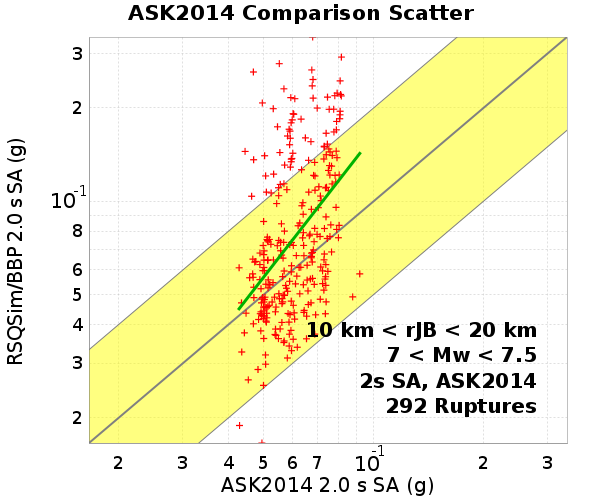 ASK2014 Comparison Scatter
RSQSim/BBP 2.0 s SA (g)
3
2
10-1
8
6
5
4
3
2
10 km < rJB < 20 km
7 < Mw < 7.5
2s SA, ASK2014
292 Ruptures
2 3 4 5 6 7 10-1 2 3
ASK2014 2.0 s SA (g)